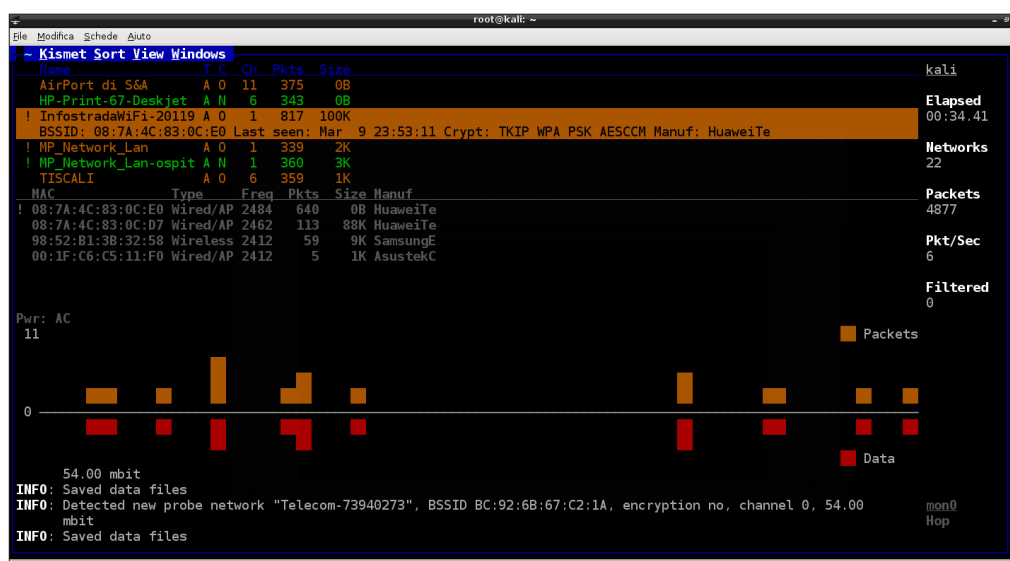 root@kali: ~
File Modifica Schede Aiuto
~ Kismet Sort View Windows
Name T C Ch Pkts Size
kali
AirPort di S&A A O 11 375 0B
HP-Print-67-Deskjet A N 6 343 0B
Elapsed
! InfostradaWiFi-20119 A O 1 817 100K
00:34.41
BSSID: 08:7A:4C:83:0C:E0 Last seen: Mar 9 23:53:11 Crypt: TKIP WPA PSK AESCCM Manuf: HuaweiTe
! MP_Network_Lan A O 1 339 2K
Networks
! MP_Network_Lan-ospit A N 1 360 3K
22
TISCALI A O 6 359 1K
MAC Type Freq Pkts Size Manuf
Packets
! 08:7A:4C:83:0C:E0 Wired/AP 2484 640 0B HuaweiTe
4877
08:7A:4C:83:0C:D7 Wired/AP 2462 113 88K HuaweiTe
98:52:B1:3B:32:58 Wireless 2412 59 9K SamsungE
Pkt/Sec
00:1F:C6:C5:11:F0 Wired/AP 2412 5 1K AsustekC
6
Filtered
0
Pwr: AC
11
Packets
0
Data
54.00 mbit
INFO: Saved data files
INFO: Detected new probe network "Telecom-73940273", BSSID BC:92:6B:67:C2:1A, encryption no, channel 0, 54.00
mon0
mbit
Hop
INFO: Saved data files